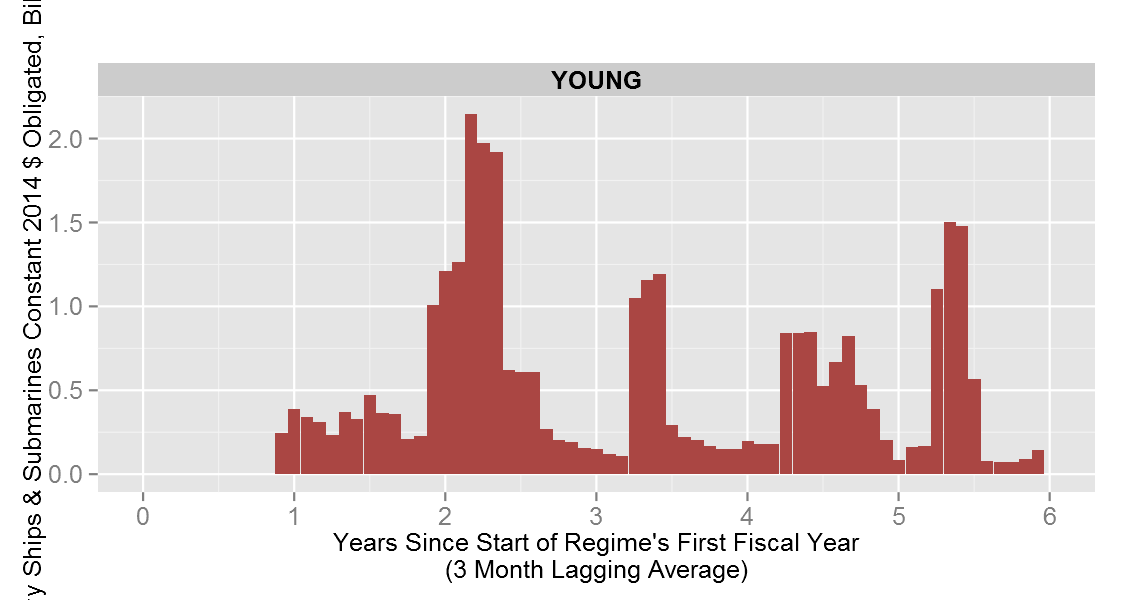 YOUNG
Ships & Submarines Constant 2014 $ Obligated,
2.0
1.5
1.0
0.5
0.0
0 1 2 3 4 5 6
Years Since Start of Regime's First Fiscal Year
(3 Month Lagging Average)